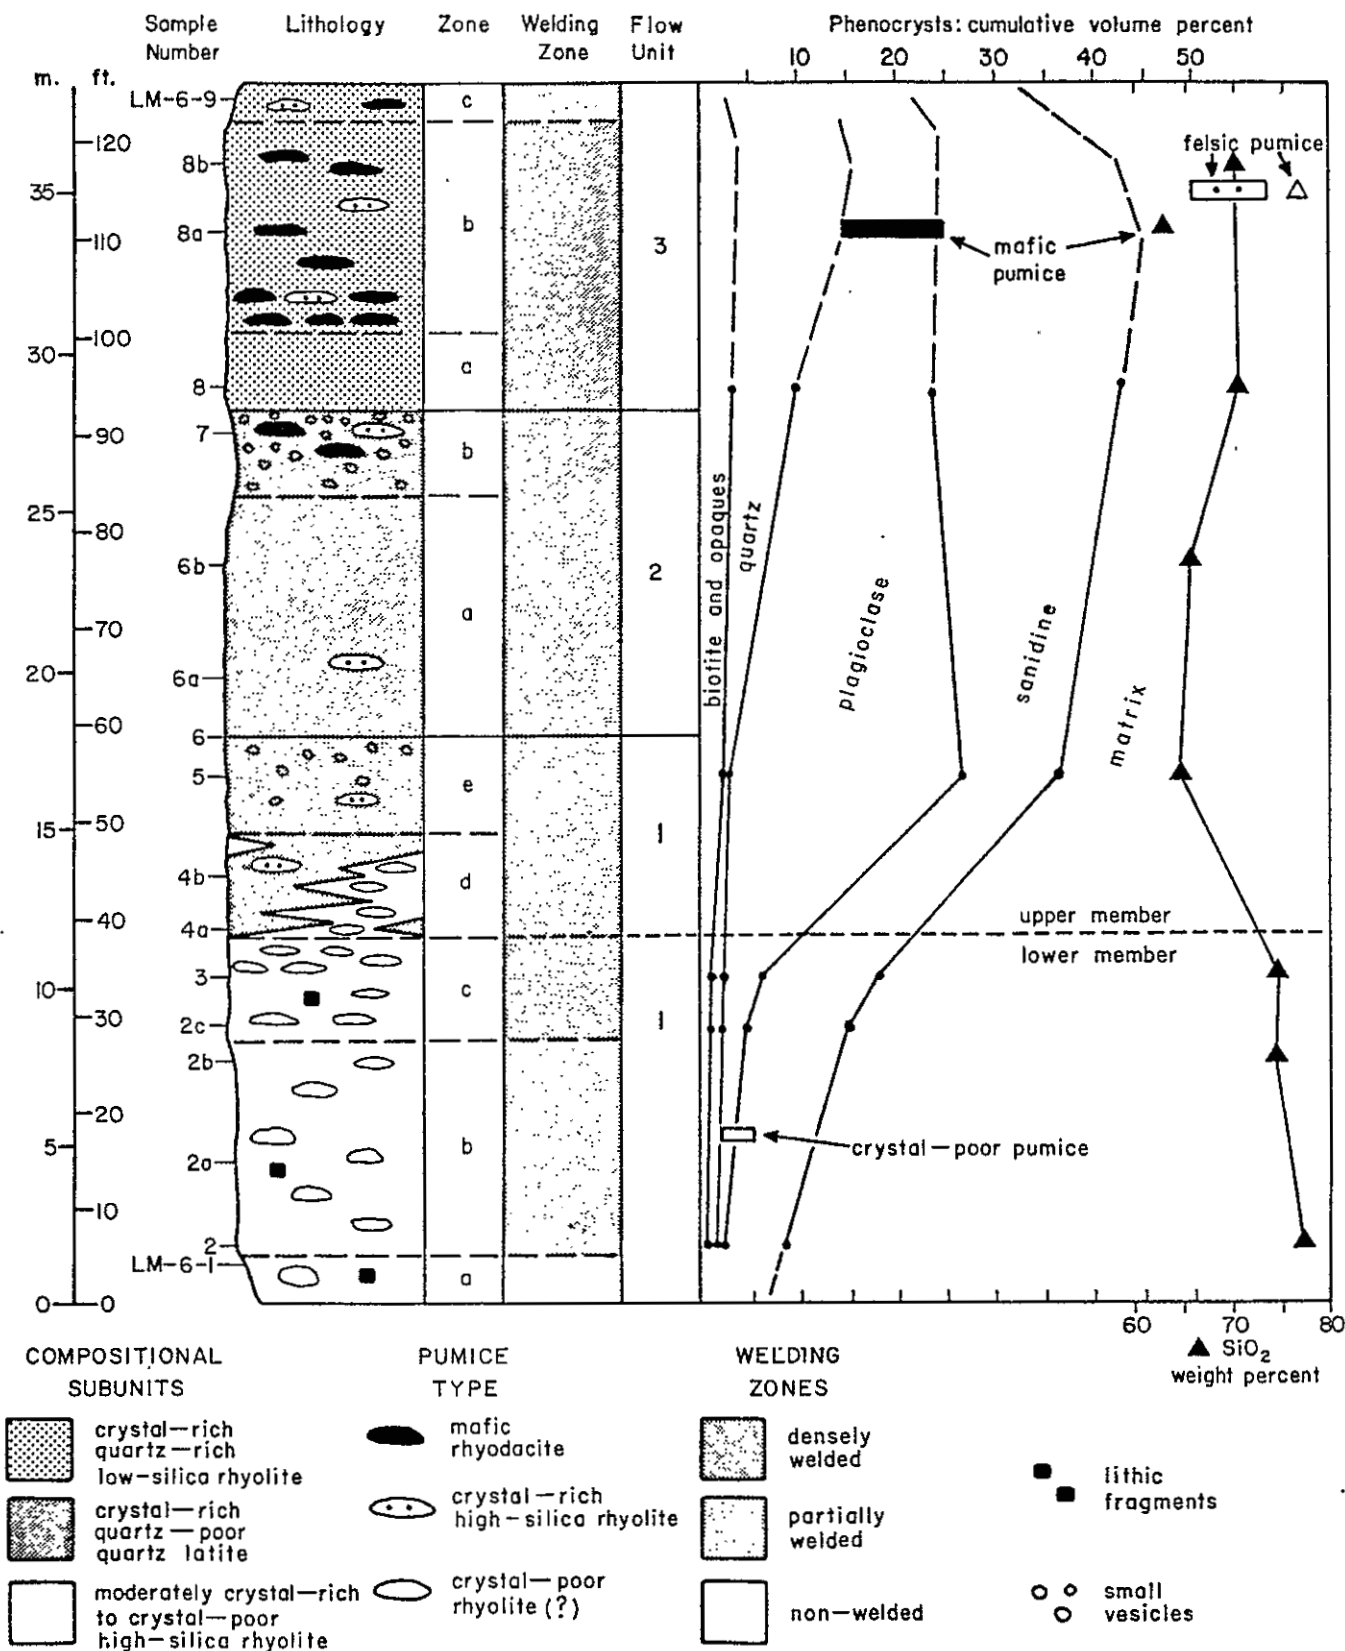 Sample Number
Lithology
Zone
Welding Zone
Flow Unit
Phenocrysts: cumulative volume percent
10 20 30 40 50
m. ft.
LM-6-9
c
120
8b
felsic pumice
35
8a
b
110
3
mafic pumice
100
30
a
8
90
7
b
25
80
6b
2
a
biotite and opaques
quartz
plagioclase
sanidine
matrix
70
20
6a
60
6
5
e
15
50
1
4b
d
40
4a
upper member
lower member
3
10
c
30
2c
1
2b
20
5
b
crystal-poor pumice
2a
10
2
LM-6-1
a
0 0
60 70 80
SiO2
weight percent
COMPOSITIONAL
SUBUNITS
crystal-rich
quartz-rich
low-silica rhyolite
crystal-rich
quartz-poor
quartz latite
moderately crystal-rich
to crystal-poor
high-silica rhyolite
PUMICE
TYPE
mafic
rhyodacite
crystal-rich
high-silica rhyolite
crystal-poor
rhyolite (?)
WELDING
ZONES
densely
welded
partially
welded
non-welded
lithic
fragments
small
vesicles